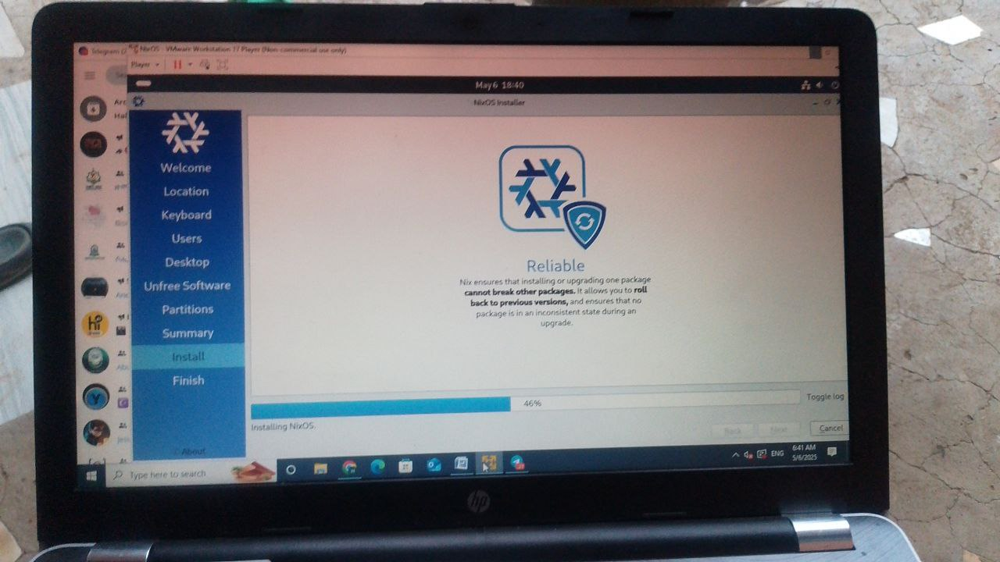 Telegram
NixOS - VMware Workstation 17 Player (Non-commercial use only)
Player
May 6 18:40
NixOS Installer
Welcome
Location
Keyboard
Users
Desktop
Unfree Software
Partitions
Summary
Install
Finish
About
Reliable
Nix ensures that installing or upgrading one package
cannot break other packages. It allows you to roll
back to previous versions, and ensures that no
package is in an inconsistent state during an
upgrade.
46%
Toggle log
Installing NixOS.
Back
Next
Cancel
Type here to search
ENG
6:41 AM
5/6/2025
hp